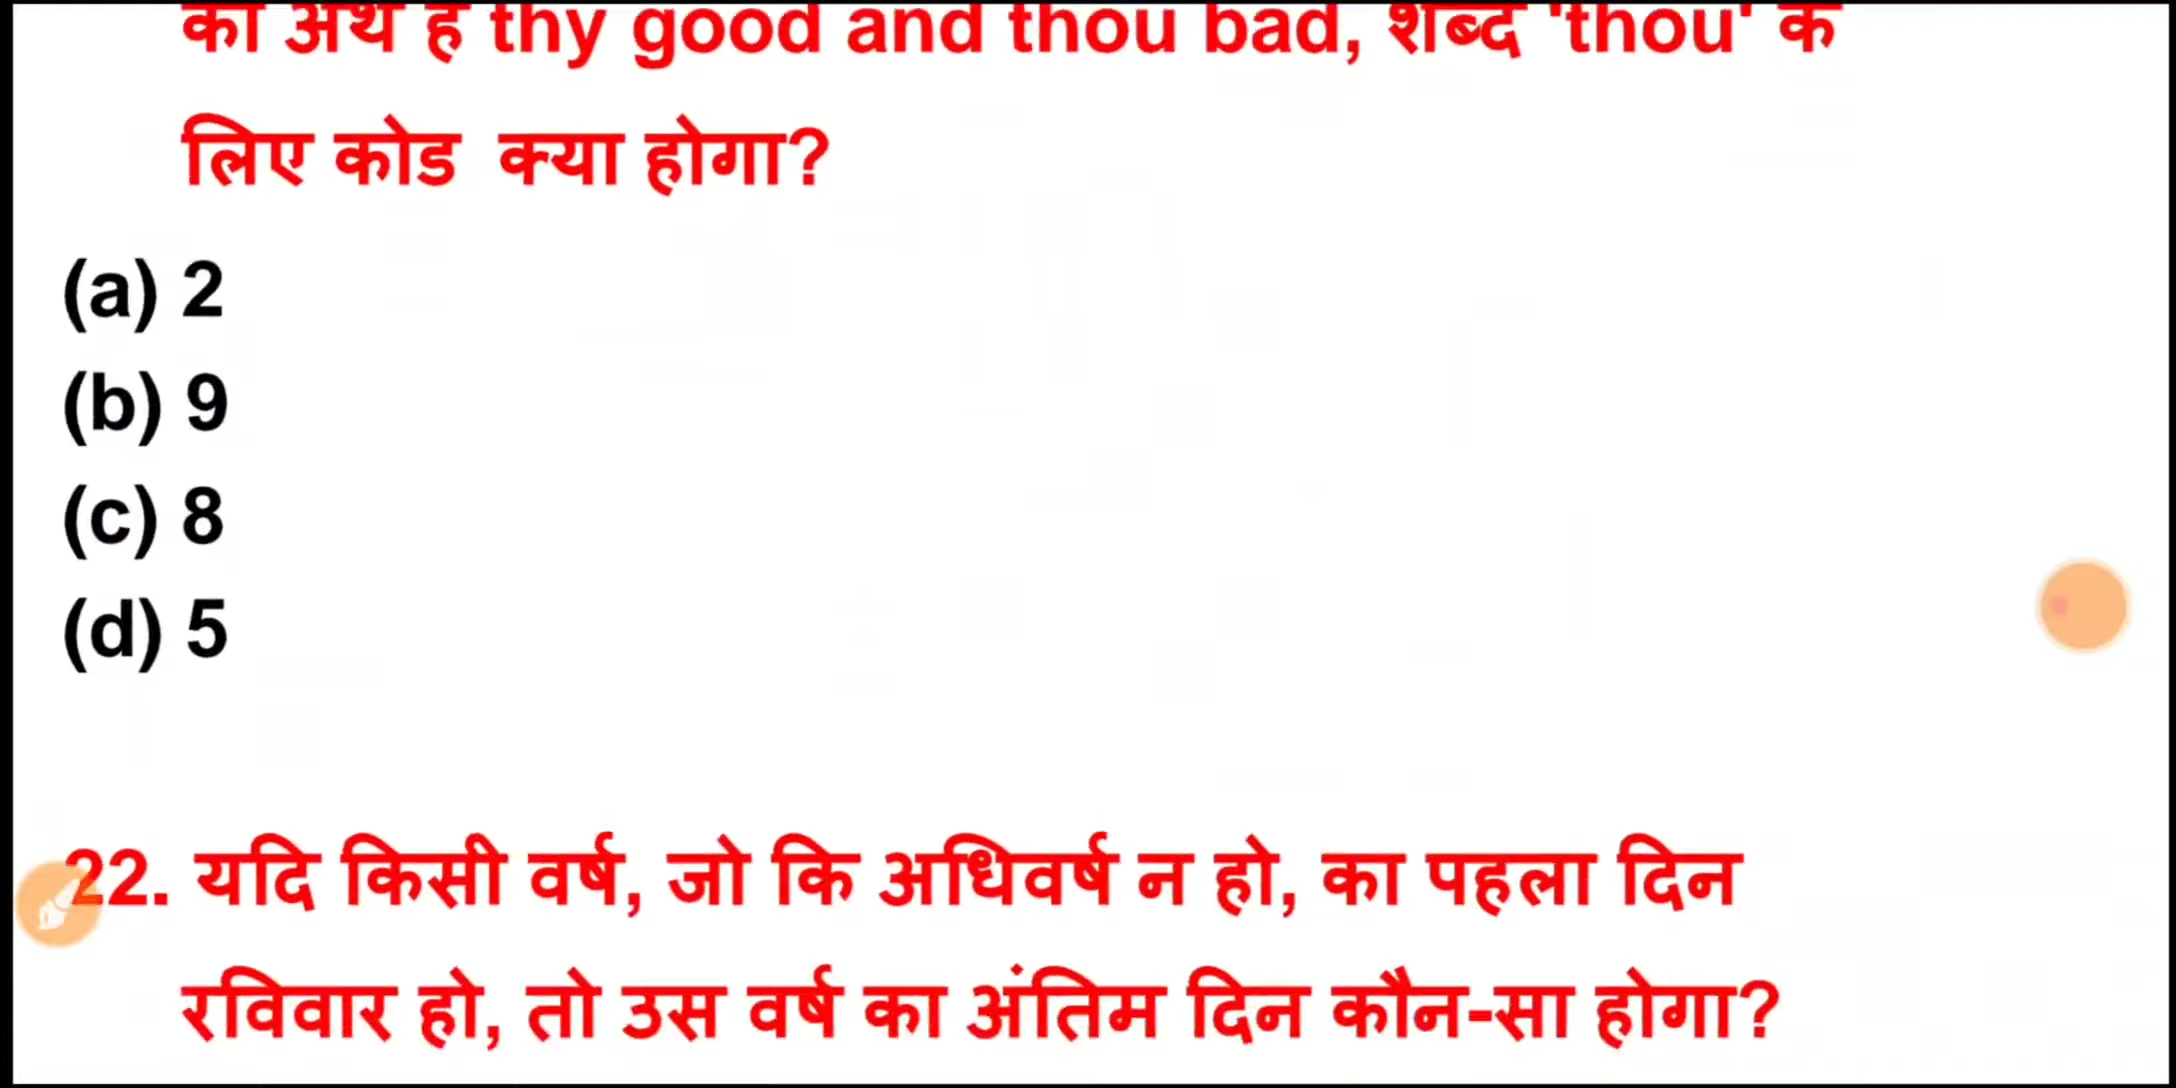 का अर्थ है thy good and thou bad, शब्द 'thou' के
लिए कोड क्या होगा?
(a) 2
(b) 9
(c) 8
(d) 5
22. यदि किसी वर्ष, जो कि अधिवर्ष न हो, का पहला दिन
रविवार हो, तो उस वर्ष का अंतिम दिन कौन-सा होगा?